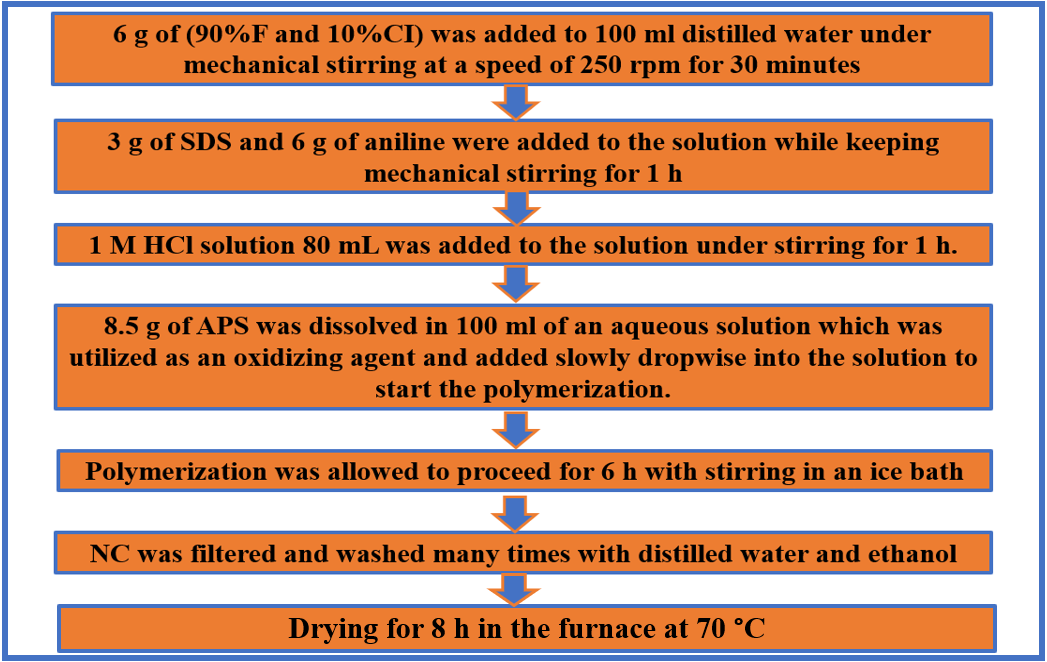 6 g of (90%F and 10%CI) was added to 100 ml distilled water under
mechanical stirring at a speed of 250 rpm for 30 minutes
3 g of SDS and 6 g of aniline were added to the solution while keeping
mechanical stirring for 1 h
1 M HCl solution 80 mL was added to the solution under stirring for 1 h.
8.5 g of APS was dissolved in 100 ml of an aqueous solution which was
utilized as an oxidizing agent and added slowly dropwise into the solution to
start the polymerization.
Polymerization was allowed to proceed for 6 h with stirring in an ice bath
NC was filtered and washed many times with distilled water and ethanol
Drying for 8 h in the furnace at 70 °C